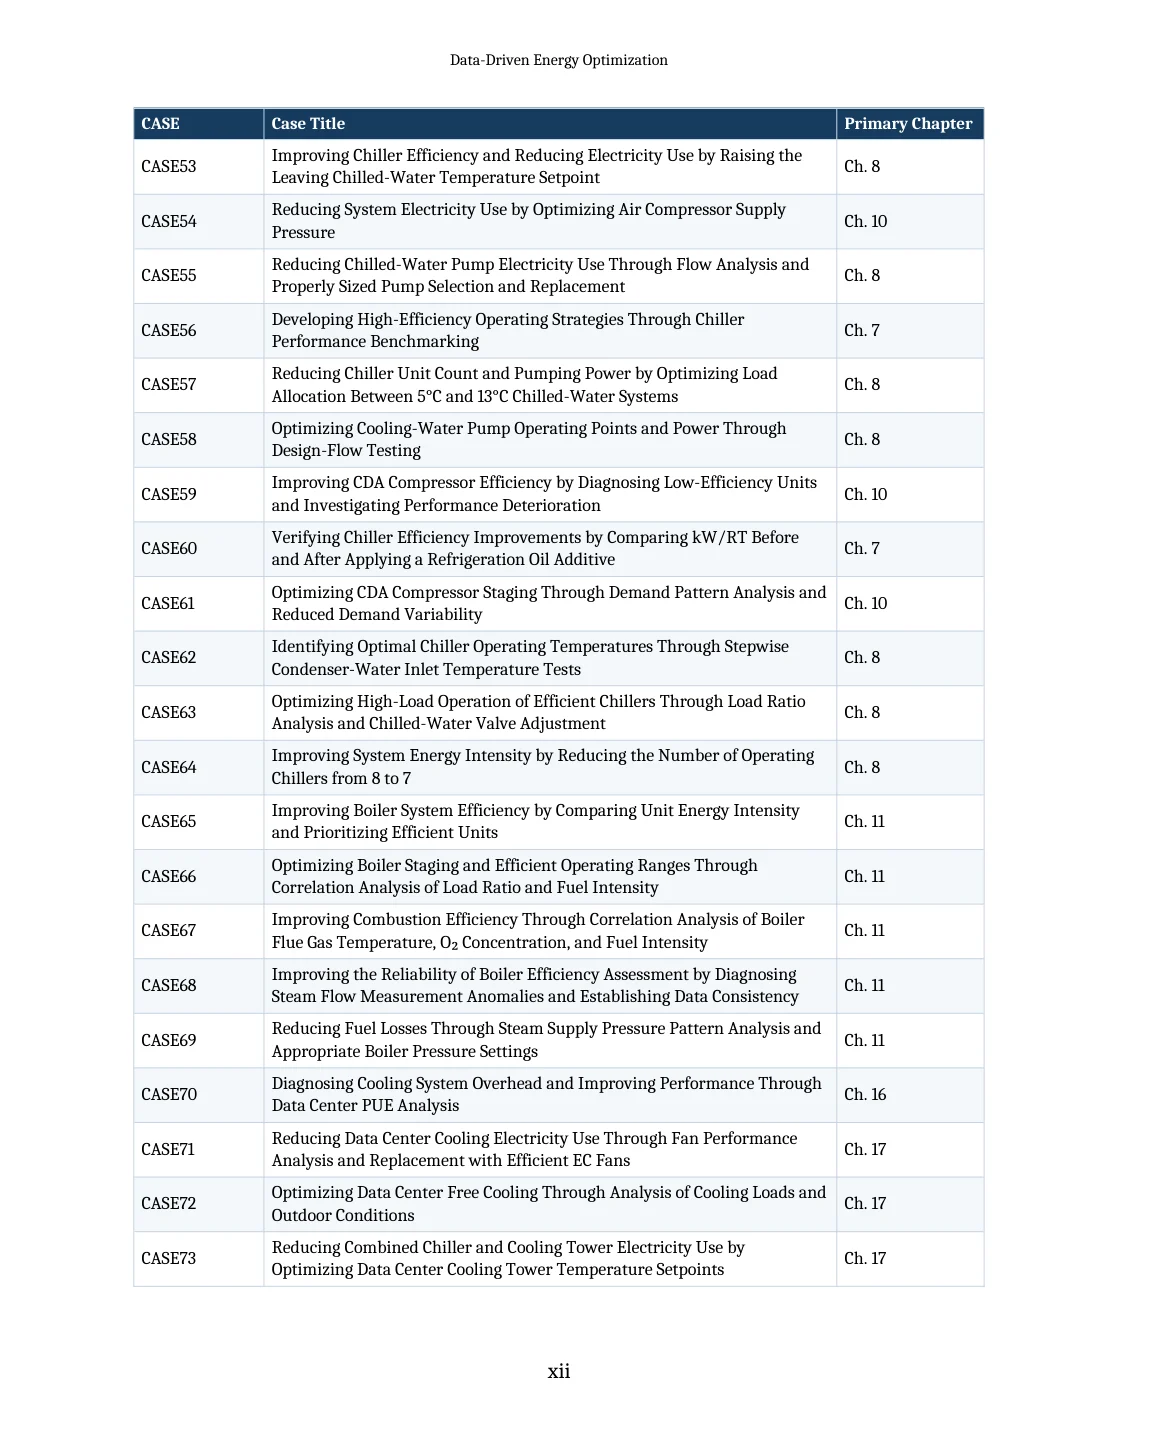 Data-Driven Energy Optimization
CASE Case Title Primary Chapter
CASE53 Improving Chiller Efficiency and Reducing Electricity Use by Raising the Ch. 8
Leaving Chilled-Water Temperature Setpoint
CASE54 Reducing System Electricity Use by Optimizing Air Compressor Supply Ch. 10
Pressure
CASE55 Reducing Chilled-Water Pump Electricity Use Through Flow Analysis and Ch. 8
Properly Sized Pump Selection and Replacement
CASE56 Developing High-Efficiency Operating Strategies Through Chiller Ch. 7
Performance Benchmarking
CASE57 Reducing Chiller Unit Count and Pumping Power by Optimizing Load Ch. 8
Allocation Between 5°C and 13°C Chilled-Water Systems
CASE58 Optimizing Cooling-Water Pump Operating Points and Power Through Ch. 8
Design-Flow Testing
CASE59 Improving CDA Compressor Efficiency by Diagnosing Low-Efficiency Units Ch. 10
and Investigating Performance Deterioration
CASE60 Verifying Chiller Efficiency Improvements by Comparing kW/RT Before Ch. 7
and After Applying a Refrigeration Oil Additive
CASE61 Optimizing CDA Compressor Staging Through Demand Pattern Analysis and Ch. 10
Reduced Demand Variability
CASE62 Identifying Optimal Chiller Operating Temperatures Through Stepwise Ch. 8
Condenser-Water Inlet Temperature Tests
CASE63 Optimizing High-Load Operation of Efficient Chillers Through Load Ratio Ch. 8
Analysis and Chilled-Water Valve Adjustment
CASE64 Improving System Energy Intensity by Reducing the Number of Operating Ch. 8
Chillers from 8 to 7
CASE65 Improving Boiler System Efficiency by Comparing Unit Energy Intensity Ch. 11
and Prioritizing Efficient Units
CASE66 Optimizing Boiler Staging and Efficient Operating Ranges Through Ch. 11
Correlation Analysis of Load Ratio and Fuel Intensity
CASE67 Improving Combustion Efficiency Through Correlation Analysis of Boiler Ch. 11
Flue Gas Temperature, O₂ Concentration, and Fuel Intensity
CASE68 Improving the Reliability of Boiler Efficiency Assessment by Diagnosing Ch. 11
Steam Flow Measurement Anomalies and Establishing Data Consistency
CASE69 Reducing Fuel Losses Through Steam Supply Pressure Pattern Analysis and Ch. 11
Appropriate Boiler Pressure Settings
CASE70 Diagnosing Cooling System Overhead and Improving Performance Through Ch. 16
Data Center PUE Analysis
CASE71 Reducing Data Center Cooling Electricity Use Through Fan Performance Ch. 17
Analysis and Replacement with Efficient EC Fans
CASE72 Optimizing Data Center Free Cooling Through Analysis of Cooling Loads and Ch. 17
Outdoor Conditions
CASE73 Reducing Combined Chiller and Cooling Tower Electricity Use by Ch. 17
Optimizing Data Center Cooling Tower Temperature Setpoints
xii